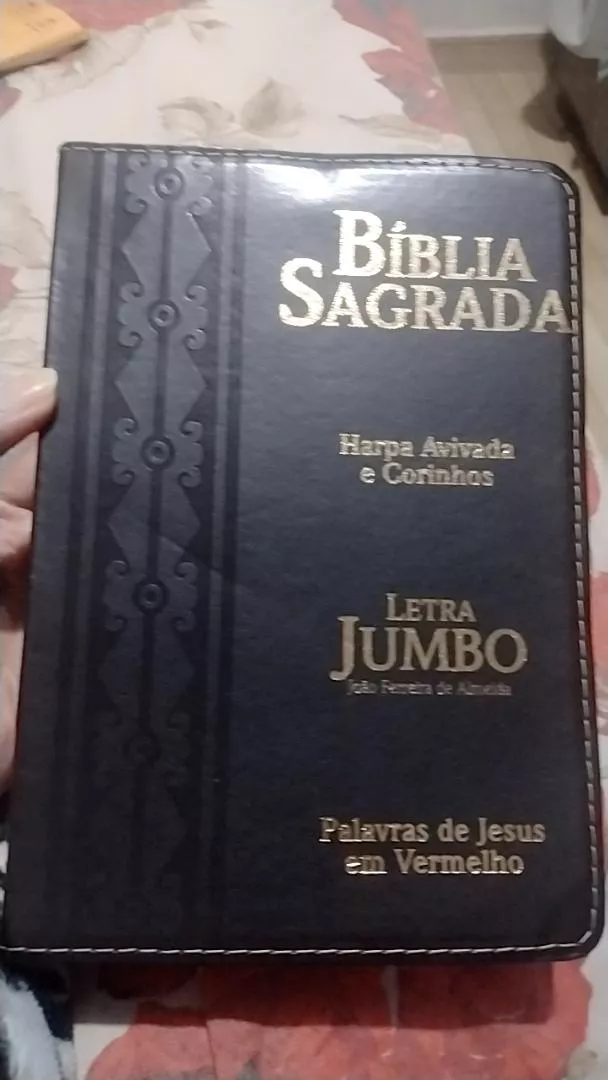 BÍBLIA
SAGRADA
Harpa Avivada
e Corinhos
LETRA
JUMBO
João Ferreira de Almeida
Palavras de Jesus
em Vermelho